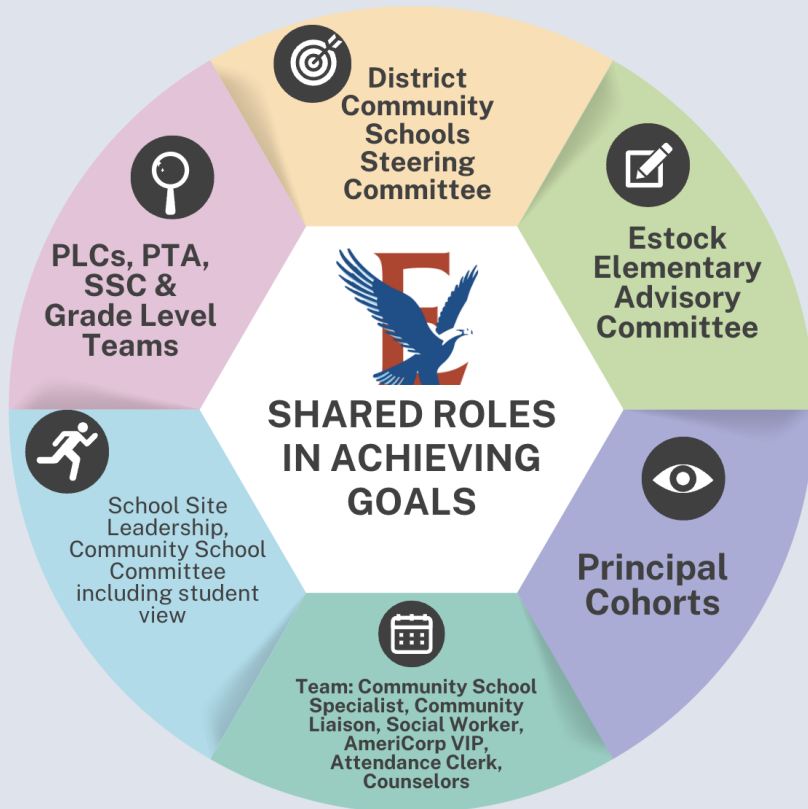 District
Community
Schools
Steering
Committee
Estock
Elementary
Advisory
Committee
Principal
Cohorts
Team: Community School
Specialist, Community
Liaison, Social Worker,
AmeriCorp VIP,
Attendance Clerk,
Counselors
School Site
Leadership,
Community School
Committee
including student
view
PLCs, PTA,
SSC &
Grade Level
Teams
E
SHARED ROLES
IN ACHIEVING
GOALS